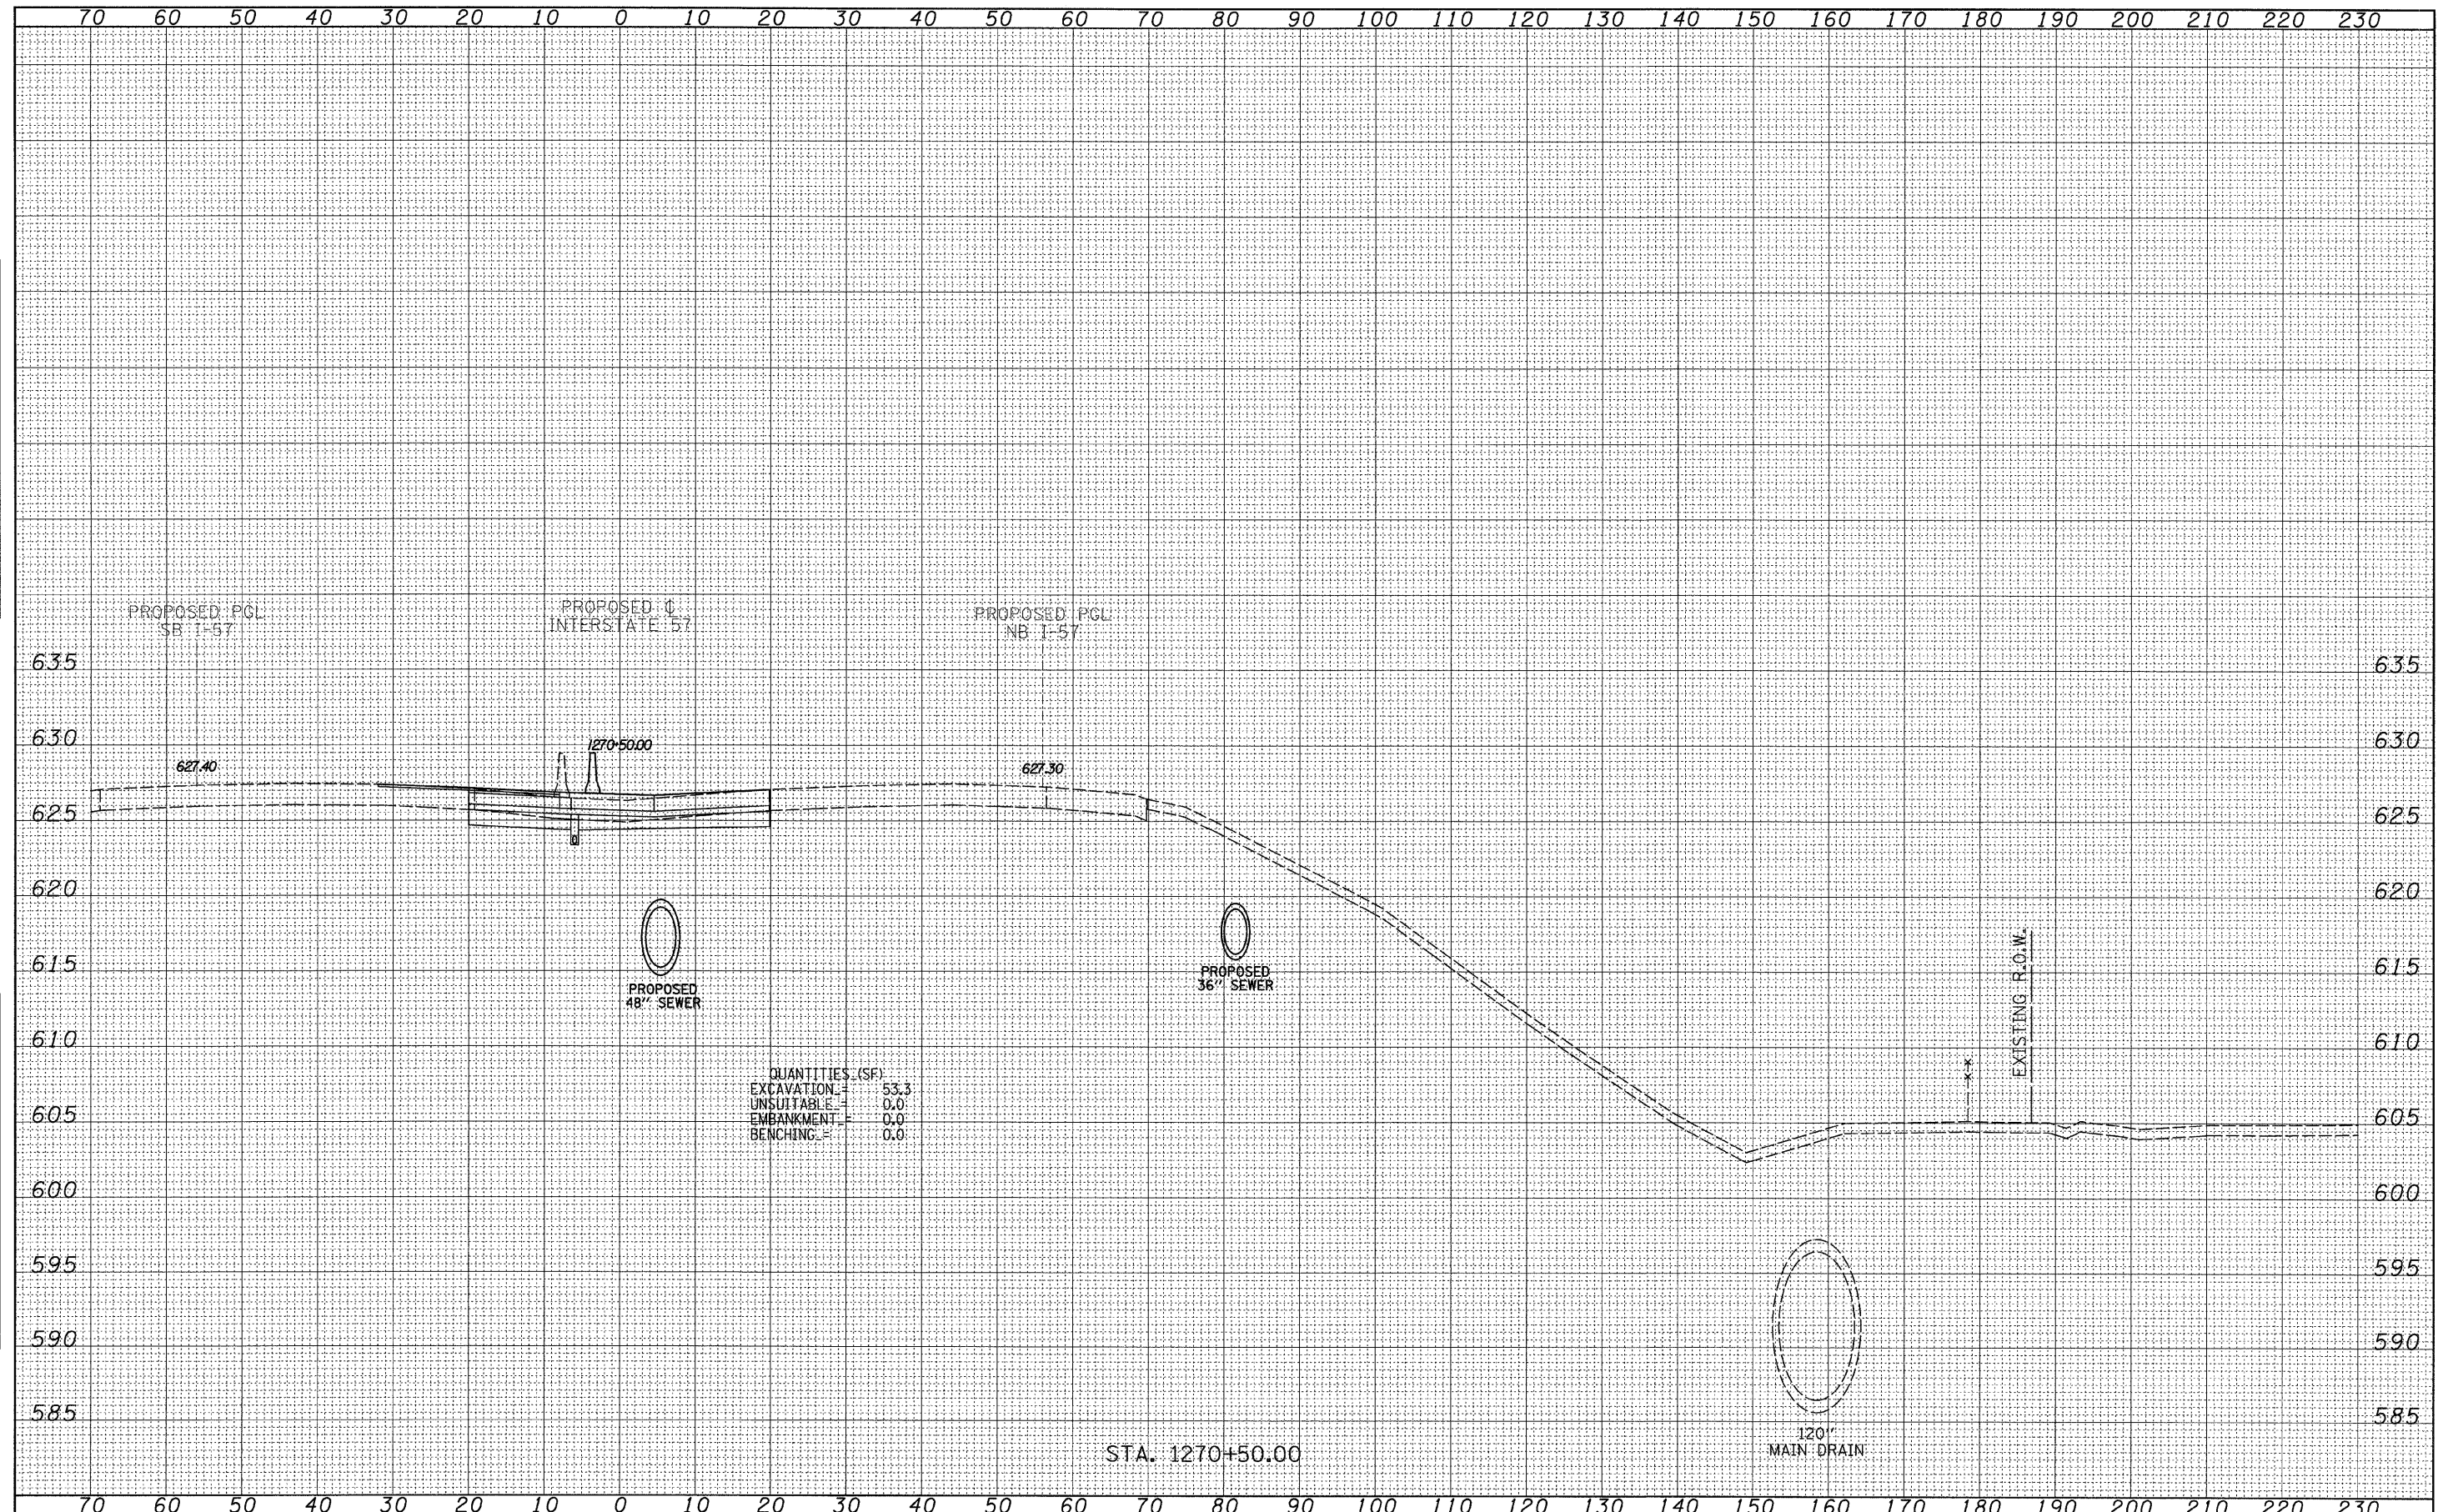 70 60 50 40 30 20 10 0 10 20 30 40 50 60 70 80 90 100 110 120 130 140 150 160 170 180 190 200 210 220 230
PROPOSED PGL
SB I-57
PROPOSED ℄
INTERSTATE 57
PROPOSED PGL
NB I-57
635 635
630 1270+50.00 630
627.40 627.30
625 625
620 620
615 615
PROPOSED
48" SEWER
PROPOSED
36" SEWER
EXISTING R.O.W.
610 610
QUANTITIES_(SF)
EXCAVATION_= 53.3
UNSUITABLE_= 0.0
EMBANKMENT_= 0.0
BENCHING_= 0.0
605 605
600 600
595 595
590 590
585 585
120"
MAIN DRAIN
STA. 1270+50.00
70 60 50 40 30 20 10 0 10 20 30 40 50 60 70 80 90 100 110 120 130 140 150 160 170 180 190 200 210 220 230